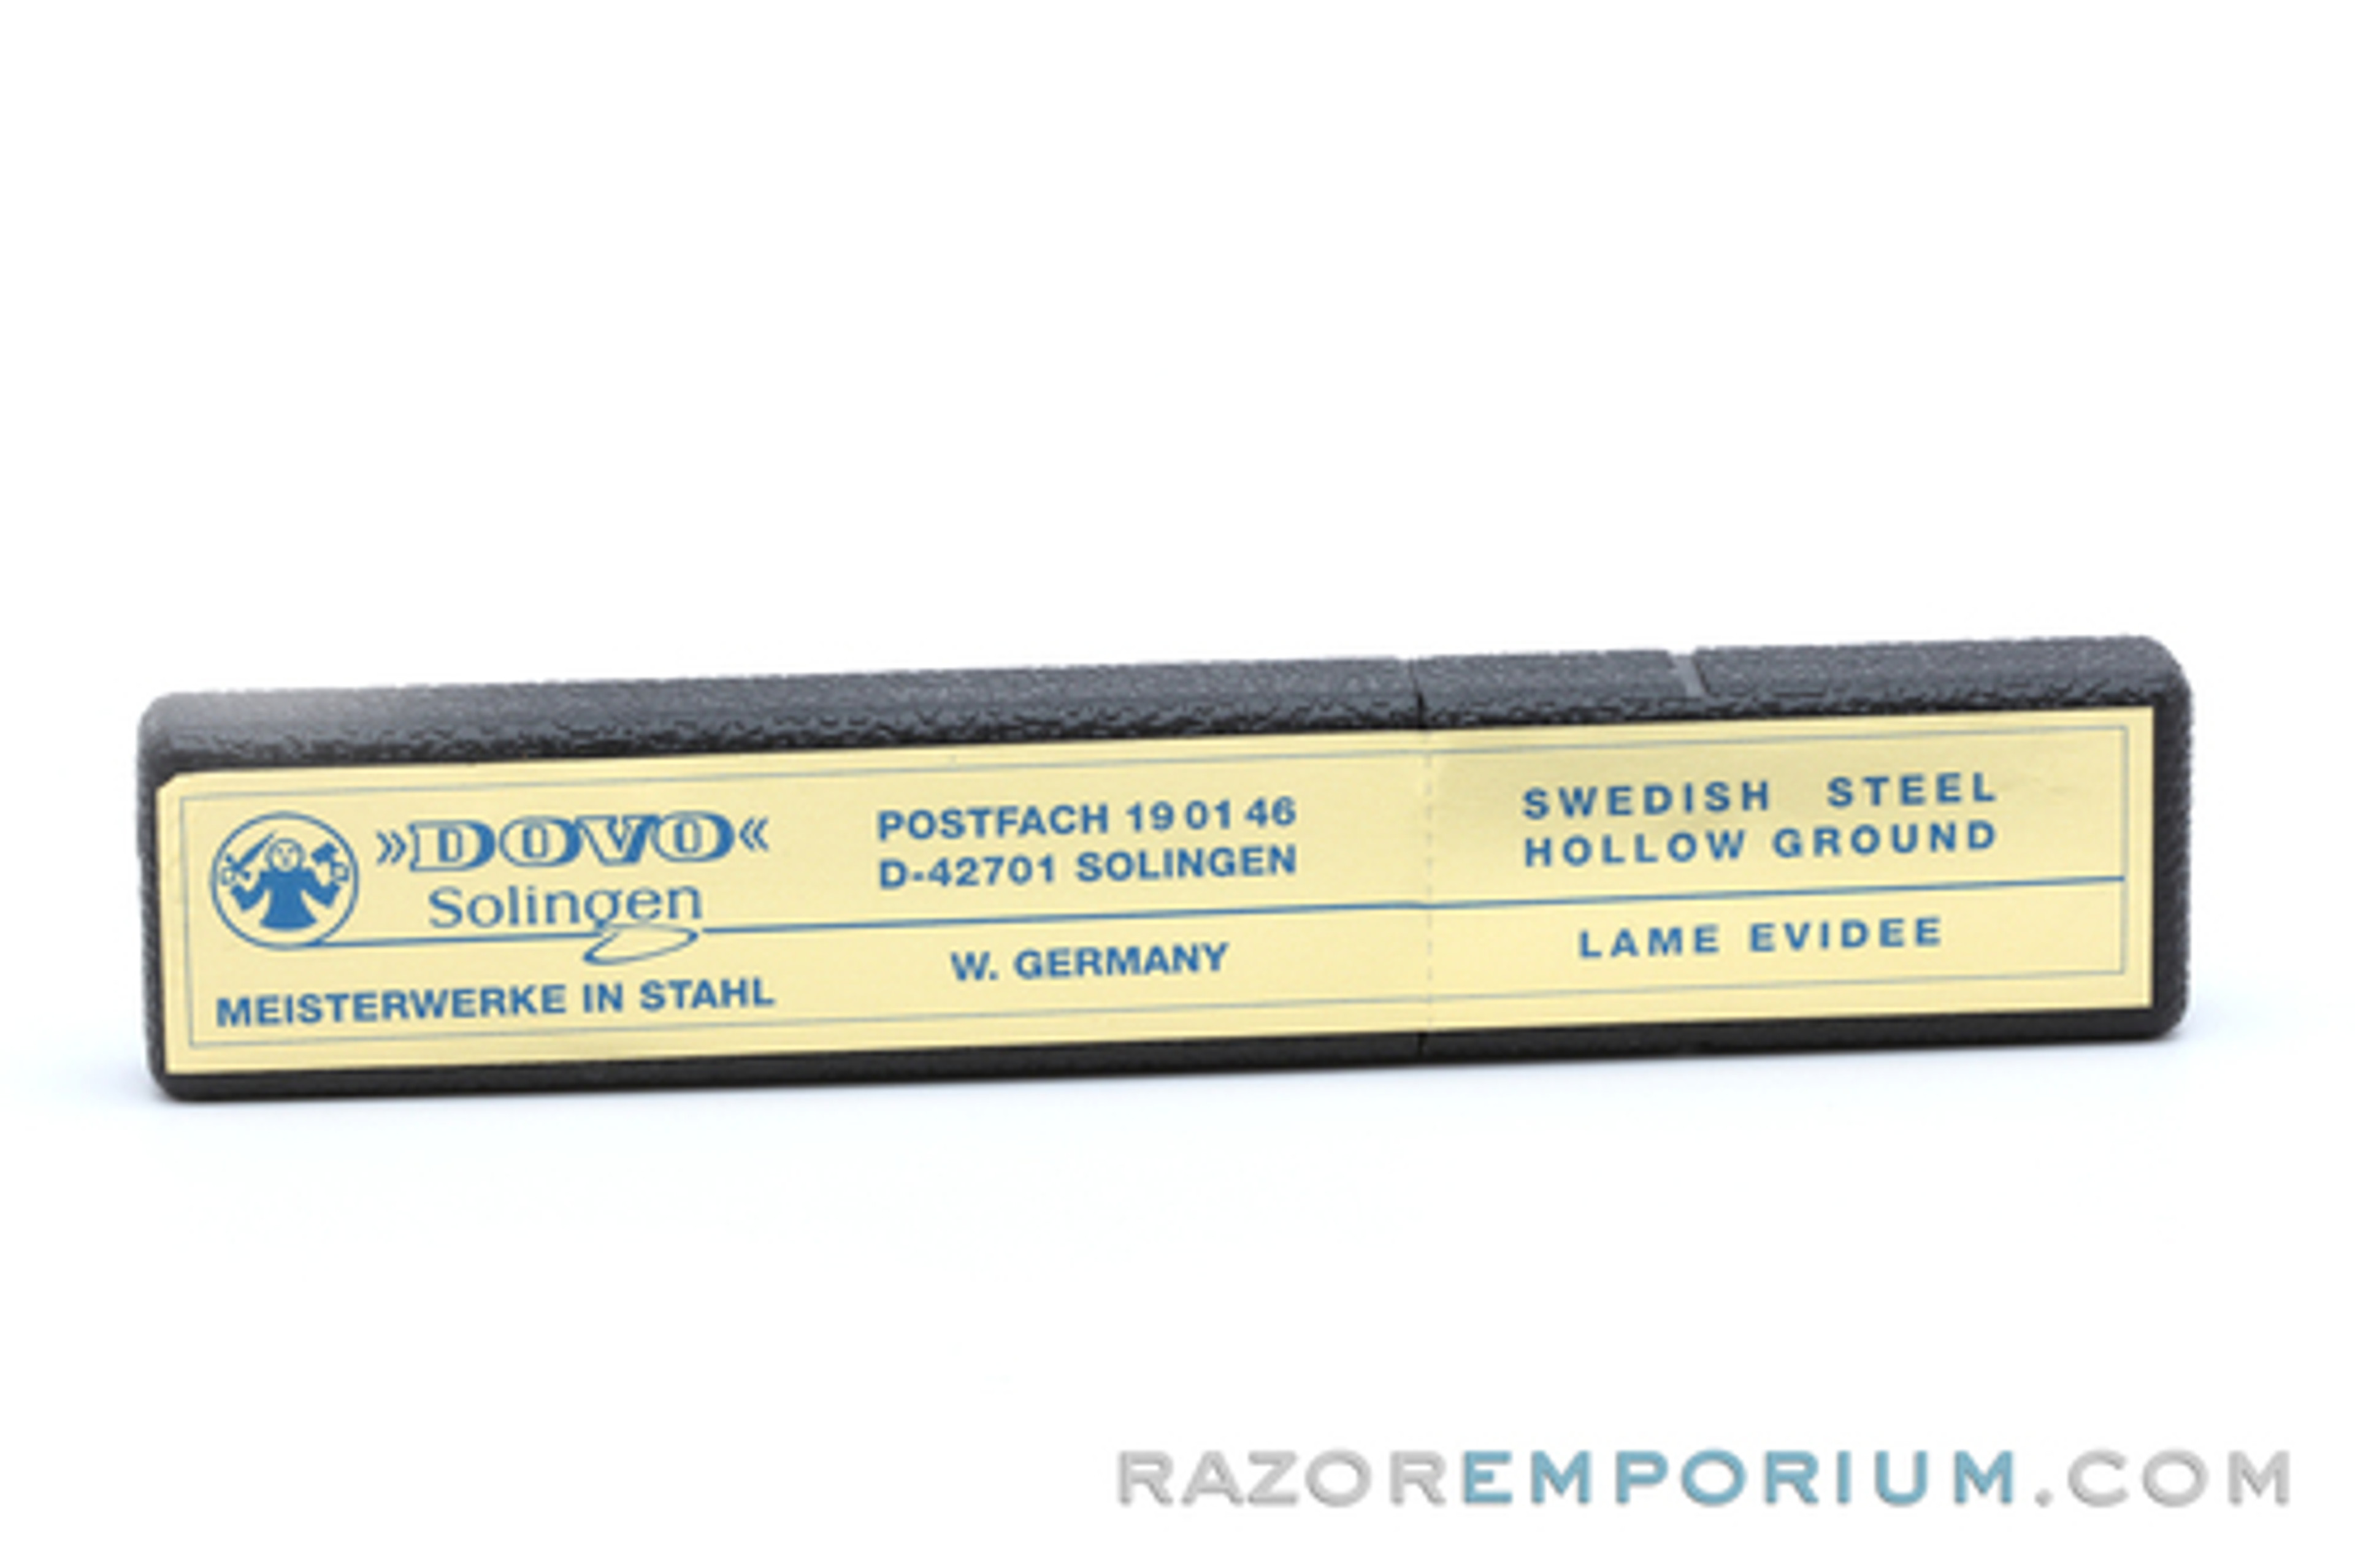 »DOVO«
Solingen
MEISTERWERKE IN STAHL
POSTFACH 19 01 46
D-42701 SOLINGEN
W. GERMANY
SWEDISH STEEL
HOLLOW GROUND
LAME EVIDEE
RAZOREMPORIUM.COM